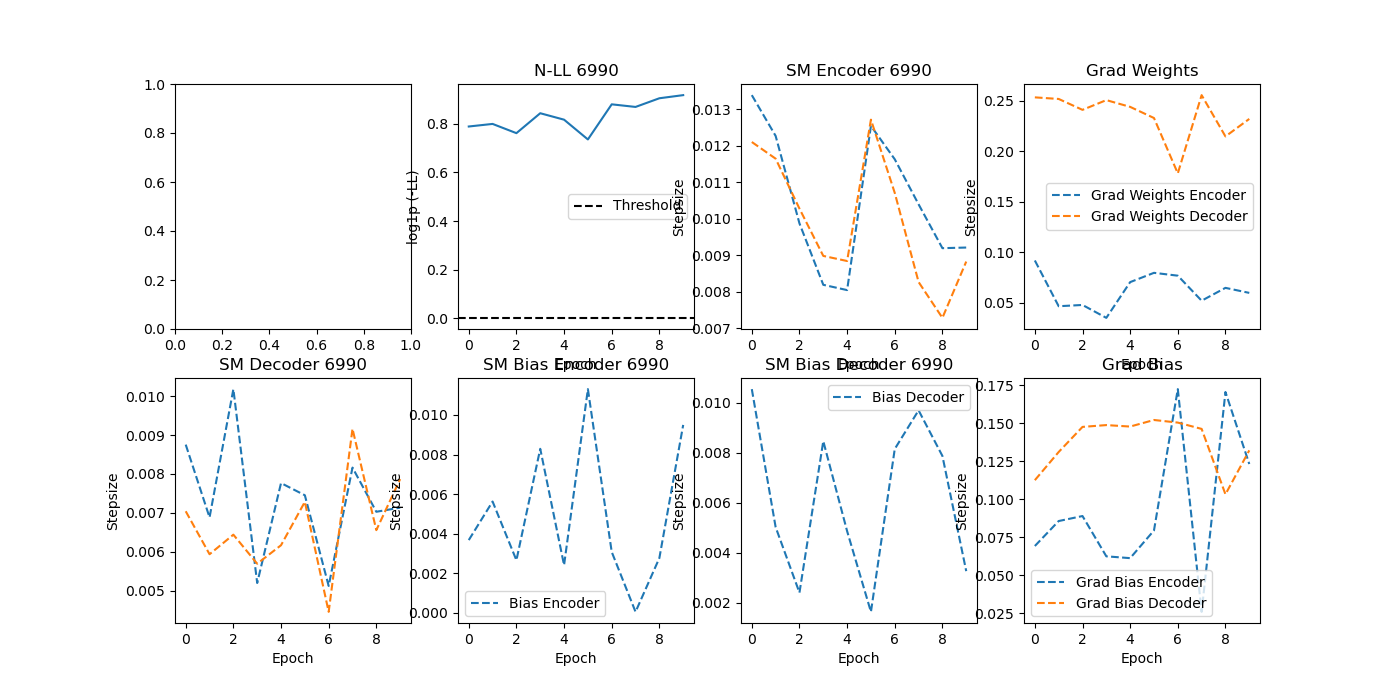 1.0
0.8
0.6
0.4
0.2
0.0
0.0 0.2 0.4 0.6 0.8 1.0
N-LL 6990
log1p (-LL)
0.8
0.6
0.4
0.2
0.0
Threshold
0 2 4 6 8
Epoch
SM Encoder 6990
Stepsize
0.013
0.012
0.011
0.010
0.009
0.008
0.007
0 2 4 6 8
Epoch
Grad Weights
Stepsize
0.25
0.20
0.15
0.10
0.05
Grad Weights Encoder
Grad Weights Decoder
0 2 4 6 8
Epoch
SM Decoder 6990
Stepsize
0.010
0.009
0.008
0.007
0.006
0.005
0 2 4 6 8
Epoch
SM Bias Encoder 6990
Stepsize
0.010
0.008
0.006
0.004
0.002
0.000
Bias Encoder
0 2 4 6 8
Epoch
SM Bias Decoder 6990
Stepsize
0.010
0.008
0.006
0.004
0.002
Bias Decoder
0 2 4 6 8
Epoch
Grad Bias
Stepsize
0.175
0.150
0.125
0.100
0.075
0.050
0.025
Grad Bias Encoder
Grad Bias Decoder
0 2 4 6 8
Epoch